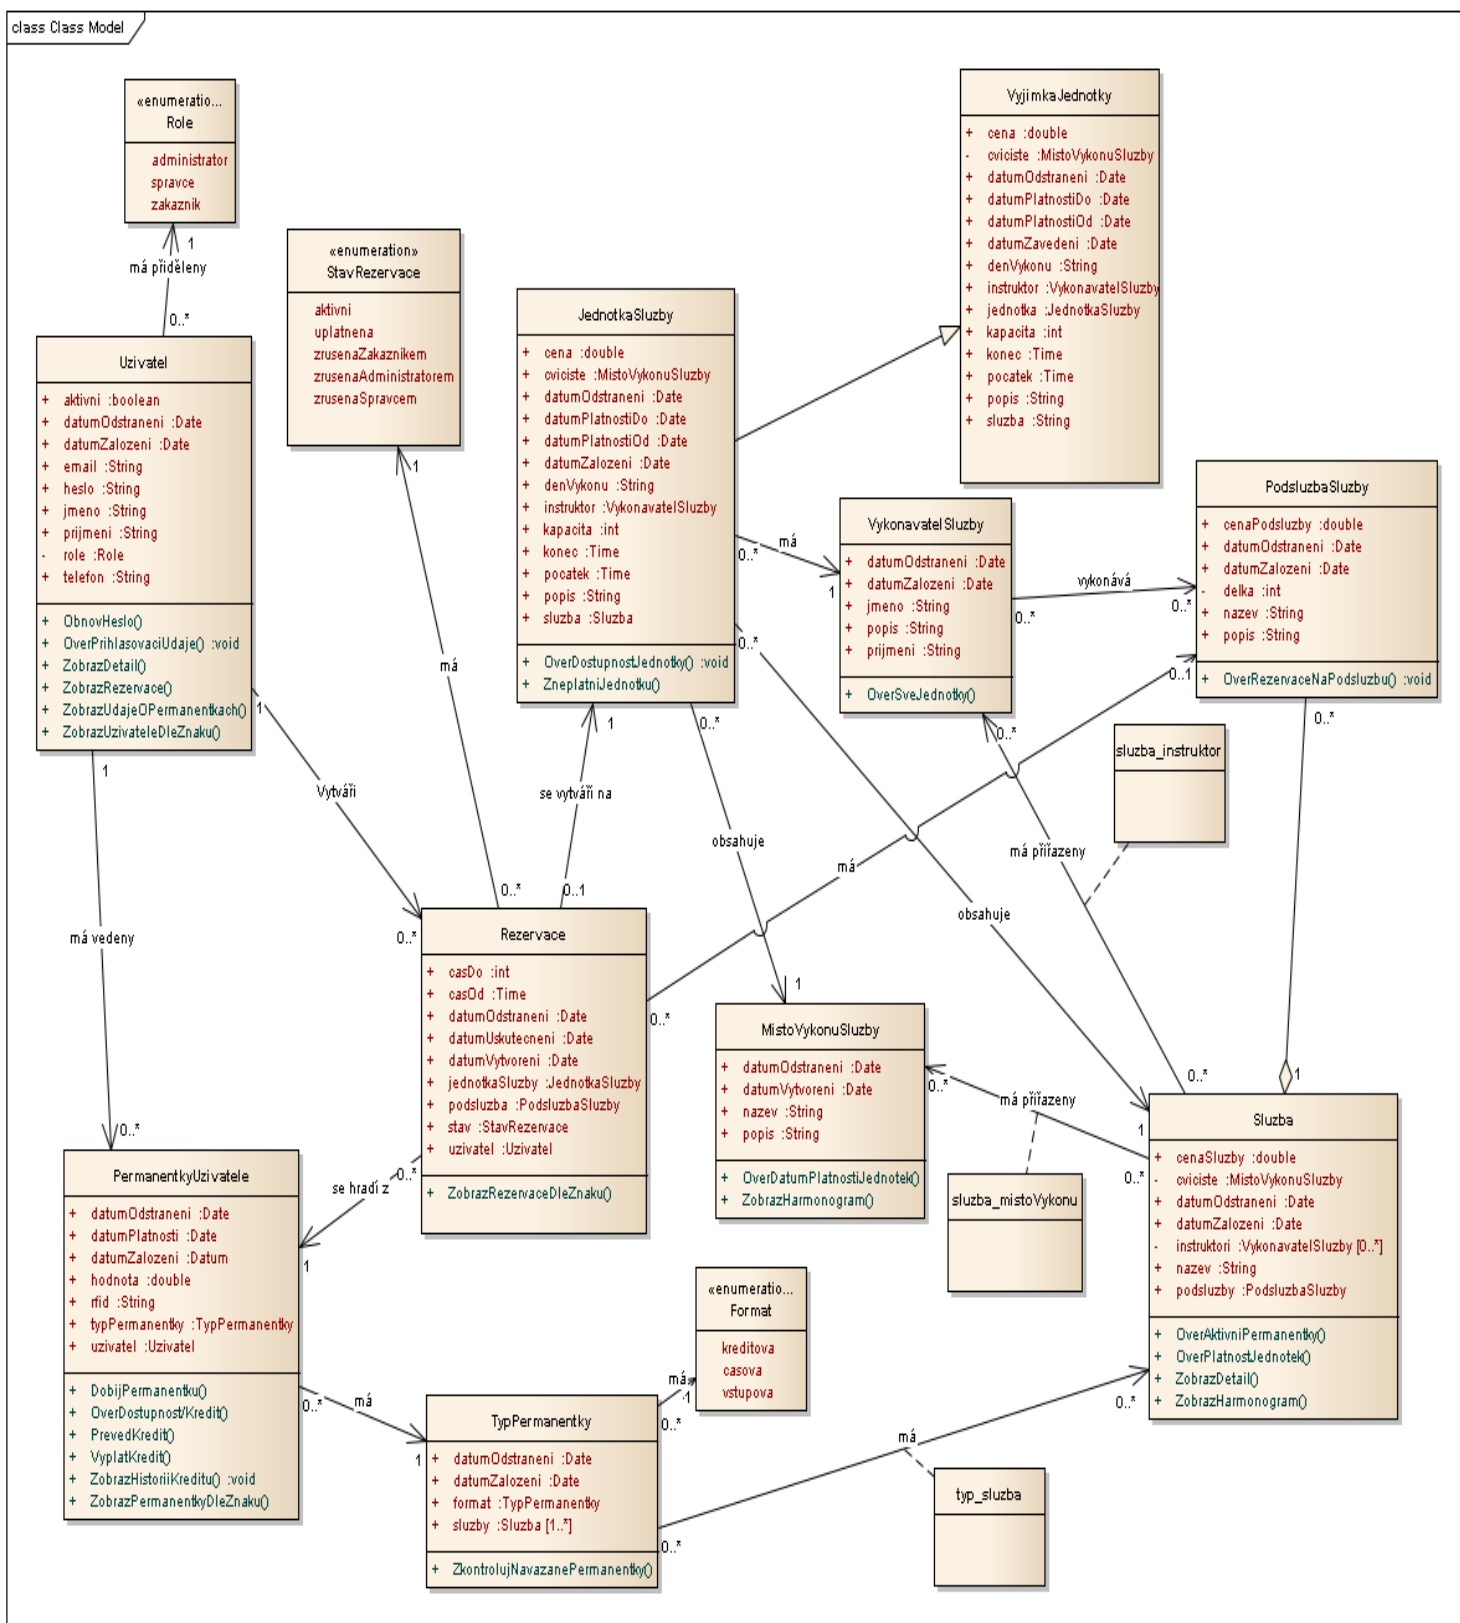 class Class Model
«enumeratio...
Role
administrator
spravce
zakaznik
1
má přiděleny
0..*
Uzivatel
+ aktivni :boolean
+ datumOdstraneni :Date
+ datumZalozeni :Date
+ email :String
+ heslo :String
+ jmeno :String
+ prijmeni :String
- role :Role
+ telefon :String
+ ObnovHeslo()
+ OverPrihlasovaciUdaje() :void
+ ZobrazDetail()
+ ZobrazRezervace()
+ ZobrazUdajeOPermanentkach()
+ ZobrazUzivateleDleZnaku()
1
1
Vytváři
0..*
má vedeny
0..*
«enumeration»
StavRezervace
aktivni
uplatnena
zrusenaZakaznikem
zrusenaAdministratorem
zrusenaSpravcem
1
má
0..*
JednotkaSluzby
+ cena :double
+ cviciste :MistoVykonuSluzby
+ datumOdstraneni :Date
+ datumPlatnostiDo :Date
+ datumPlatnostiOd :Date
+ datumZalozeni :Date
+ denVykonu :String
+ instruktor :VykonavatelSluzby
+ kapacita :int
+ konec :Time
+ pocatek :Time
+ popis :String
+ sluzba :Sluzba
+ OverDostupnostJednotky() :void
+ ZneplatniJednotku()
0..*
má
1
0..*
1
0..*
se vytváři na
0..1
obsahuje
1
VyjimkaJednotky
+ cena :double
- cviciste :MistoVykonuSluzby
+ datumOdstraneni :Date
+ datumPlatnostiDo :Date
+ datumPlatnostiOd :Date
+ datumZavedeni :Date
+ denVykonu :String
+ instruktor :VykonavatelSluzby
+ jednotka :JednotkaSluzby
+ kapacita :int
+ konec :Time
+ pocatek :Time
+ popis :String
+ sluzba :String
VykonavatelSluzby
+ datumOdstraneni :Date
+ datumZalozeni :Date
+ jmeno :String
+ popis :String
+ prijmeni :String
+ OverSveJednotky()
vykonává
0..*
0..*
PodsluzbaSluzby
+ cenaPodsluzby :double
+ datumOdstraneni :Date
+ datumZalozeni :Date
- delka :int
+ nazev :String
+ popis :String
+ OverRezervaceNaPodsluzbu() :void
0..1
0..*
0..*
sluzba_instruktor
má přiřazeny
0..*
obsahuje
1
má
0..*
1
Rezervace
+ casDo :int
+ casOd :Time
+ datumOdstraneni :Date
+ datumUskutecneni :Date
+ datumVytvoreni :Date
+ jednotkaSluzby :JednotkaSluzby
+ podsluzba :PodsluzbaSluzby
+ stav :StavRezervace
+ uzivatel :Uzivatel
+ ZobrazRezervaceDleZnaku()
0..*
se hradí z
1
MistoVykonuSluzby
+ datumOdstraneni :Date
+ datumVytvoreni :Date
+ nazev :String
+ popis :String
+ OverDatumPlatnostiJednotek()
+ ZobrazHarmonogram()
0..*
má přiřazeny
0..*
sluzba_mistoVykonu
Sluzba
+ cenaSluzby :double
- cviciste :MistoVykonuSluzby
+ datumOdstraneni :Date
+ datumZalozeni :Date
- instruktori :VykonavatelSluzby [0..*]
+ nazev :String
+ podsluzby :PodsluzbaSluzby
+ OverAktivniPermanentky()
+ OverPlatnostJednotek()
+ ZobrazDetail()
+ ZobrazHarmonogram()
0..*
PermanentkyUzivatele
+ datumOdstraneni :Date
+ datumPlatnosti :Date
+ datumZalozeni :Datum
+ hodnota :double
+ rfid :String
+ typPermanentky :TypPermanentky
+ uzivatel :Uzivatel
+ DobijPermanentku()
+ OverDostupnost/Kredit()
+ PrevedKredit()
+ VyplatKredit()
+ ZobrazHistoriiKreditu() :void
+ ZobrazPermanentkyDleZnaku()
0..*
má
1
«enumeratio...
Format
kreditova
casova
vstupova
má
1
0..*
TypPermanentky
+ datumOdstraneni :Date
+ datumZalozeni :Date
+ format :TypPermanentky
+ sluzby :Sluzba [1..*]
+ ZkontrolujNavazanePermanentky()
0..*
má
typ_sluzba